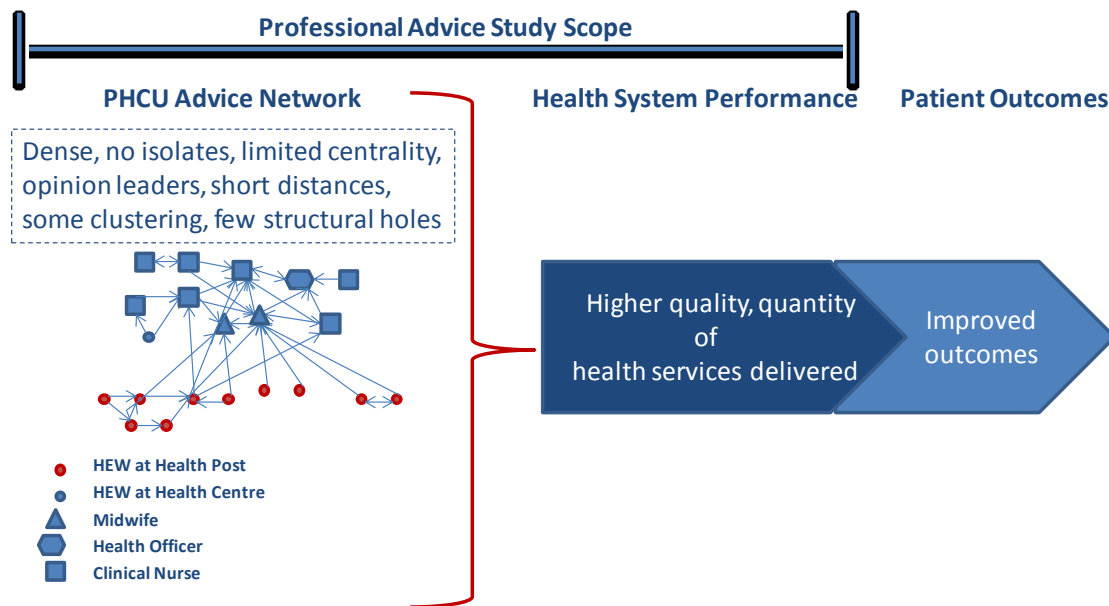 Professional Advice Study Scope
PHCU Advice Network
Health System Performance
Patient Outcomes
Dense, no isolates, limited centrality,
opinion leaders, short distances,
some clustering, few structural holes
Higher quality, quantity
of
health services delivered
Improved
outcomes
HEW at Health Post
HEW at Health Centre
Midwife
Health Officer
Clinical Nurse